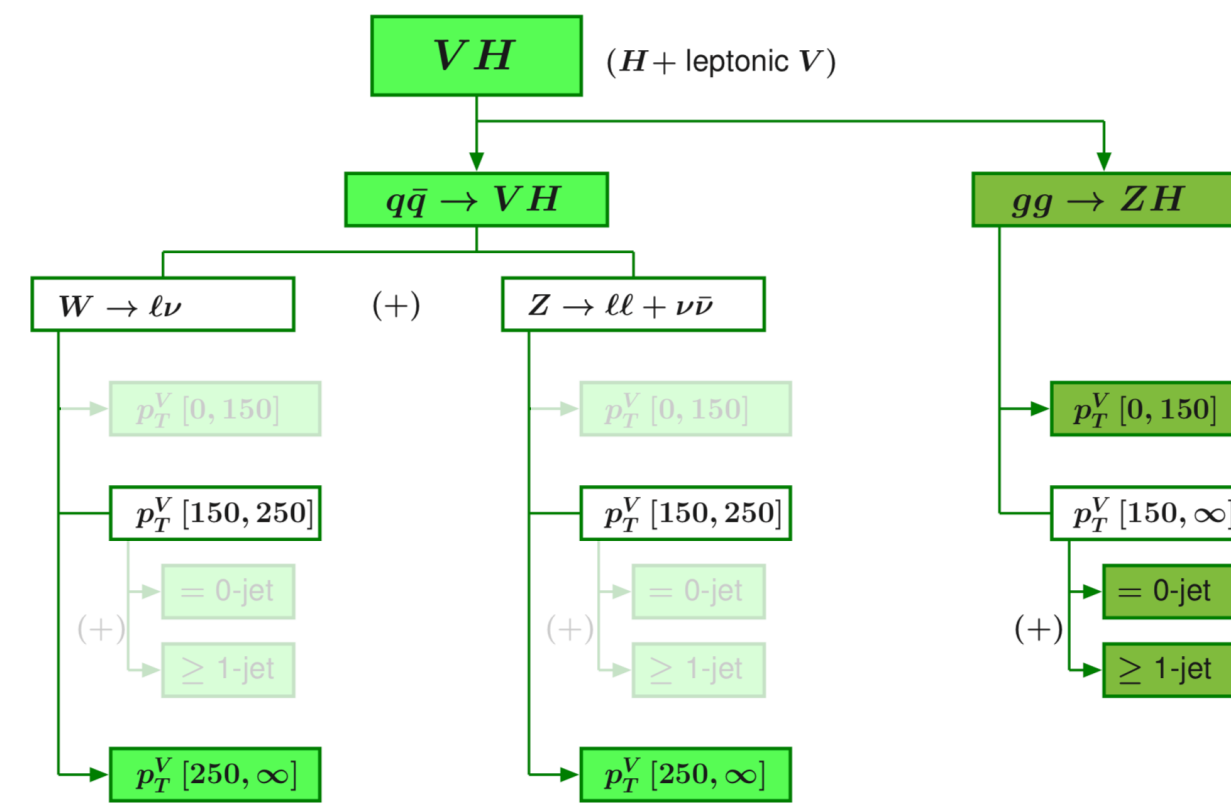 VH (H+ leptonic V)
qq̄ → VH
gg → ZH
W → ℓν (+) Z → ℓℓ + νν̄
p_T^V [0, 150]
p_T^V [0, 150]
p_T^V [0, 150]
p_T^V [150, 250]
p_T^V [150, 250]
p_T^V [150, ∞]
= 0-jet
= 0-jet
= 0-jet
(+)
(+)
(+)
≥ 1-jet
≥ 1-jet
≥ 1-jet
p_T^V [250, ∞]
p_T^V [250, ∞]